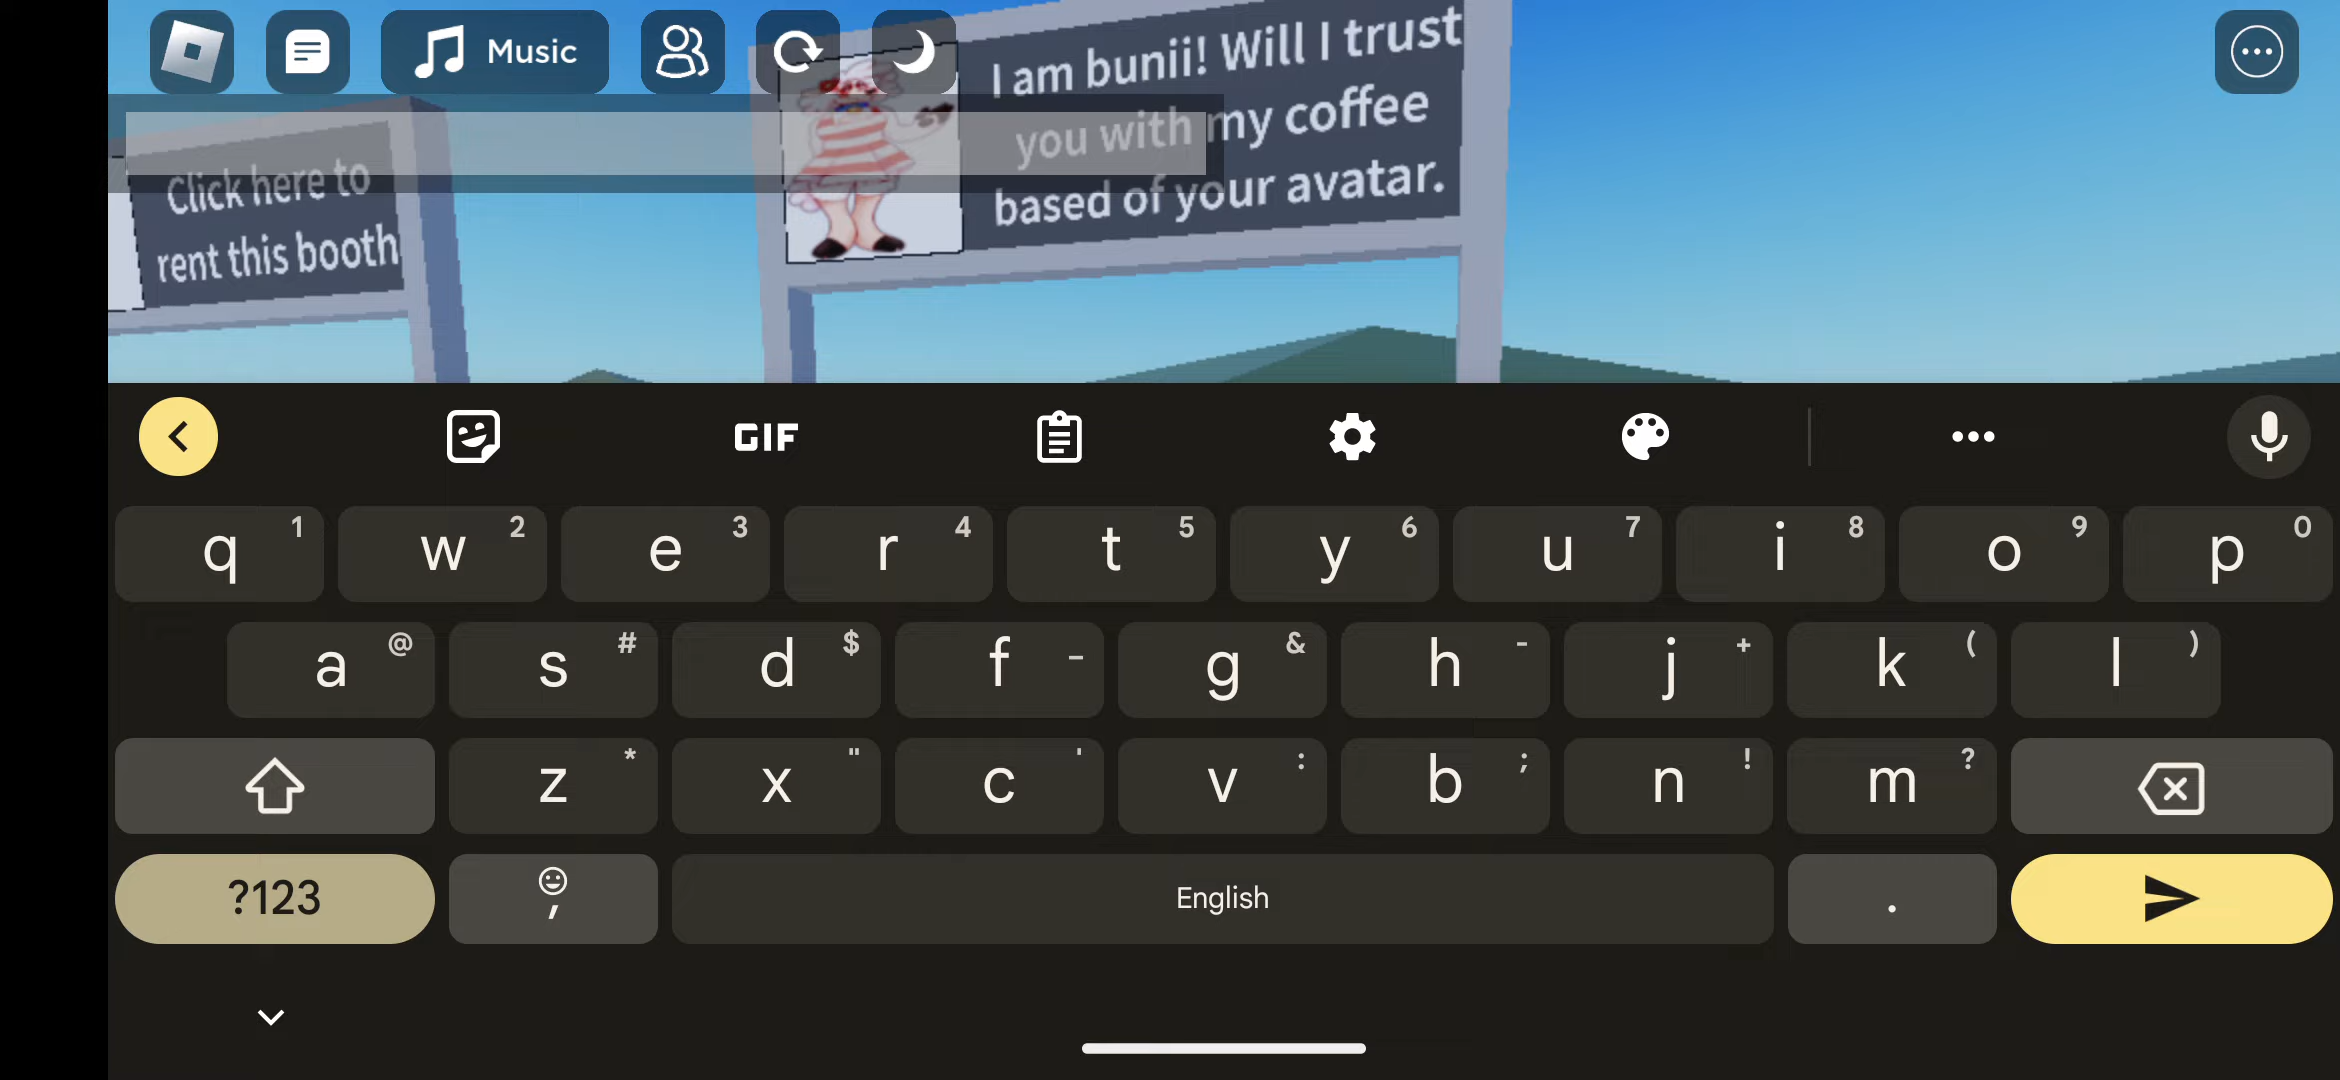 Music
I am bunii! Will I trust
you with my coffee
based of your avatar.
Click here to
rent this booth
GIF
q 1 w 2 e 3 r 4 t 5 y 6 u 7 i 8 o 9 p 0
a @ s # d $ f _ g & h - j + k ( l )
z * x " c ' v : b ; n ! m ?
?123 , English .